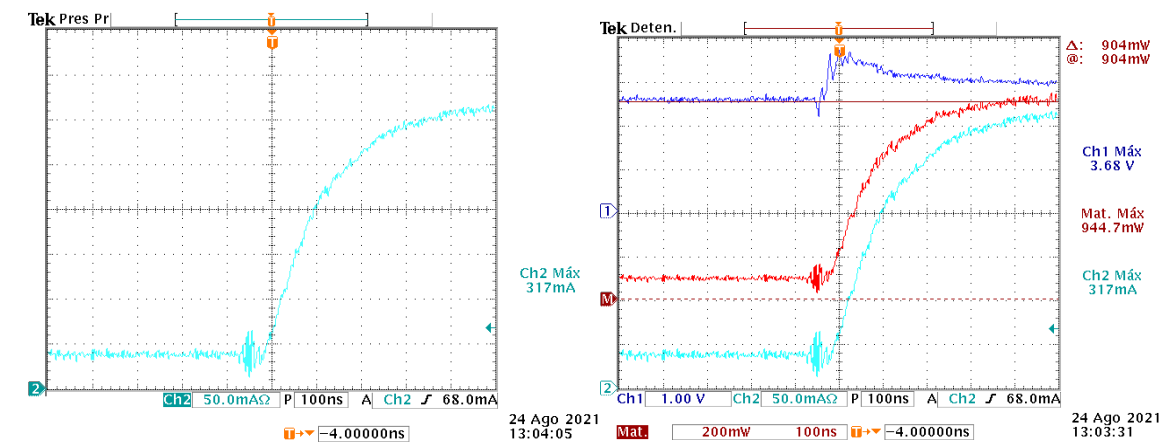 Tek Pres Pr
T
T
2
Ch2 Máx
317mA
Ch2 50.0mAΩ P 100ns A Ch2 68.0mA
T -4.00000ns
24 Ago 2021
13:04:05
Tek Deten.
T
T
Δ: 904mW
@: 904mW
Ch1 Máx
3.68 V
1
Mat. Máx
944.7mW
Ch2 Máx
317mA
M
2
Ch1 1.00 V Ch2 50.0mAΩ P 100ns A Ch2 68.0mA
Mat. 200mW 100ns T -4.00000ns
24 Ago 2021
13:03:31